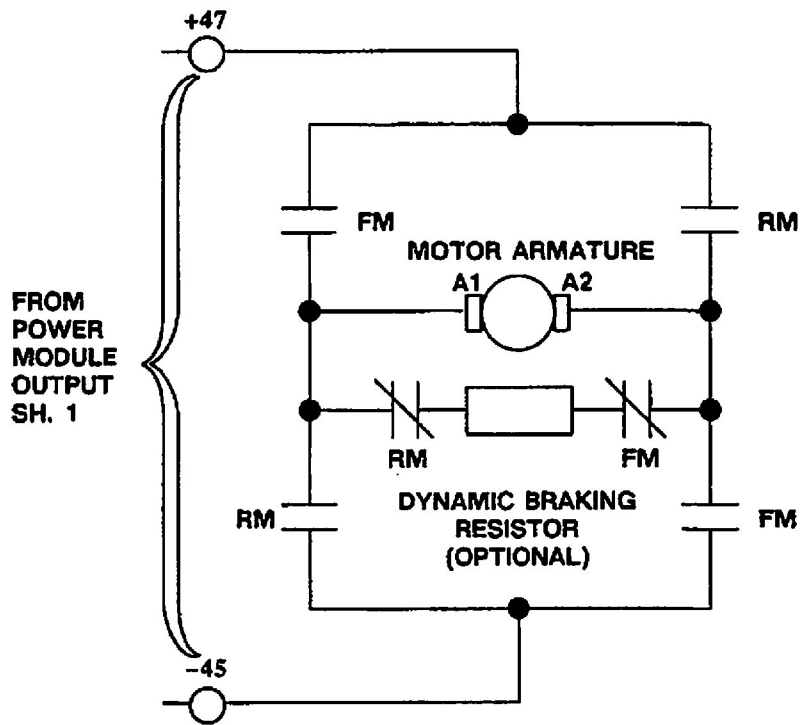 +47
FM
RM
MOTOR ARMATURE
A1
A2
FROM
POWER
MODULE
OUTPUT
SH. 1
RM
FM
RM
DYNAMIC BRAKING
RESISTOR
(OPTIONAL)
FM
-45